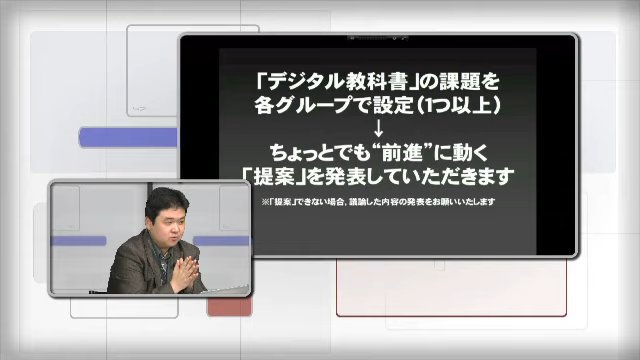 「デジタル教科書」の課題を
各グループで設定(1つ以上)
↓
ちょっとでも“前進”に動く
「提案」を発表していただきます
※「提案」できない場合、議論した内容の発表をお願いいたします